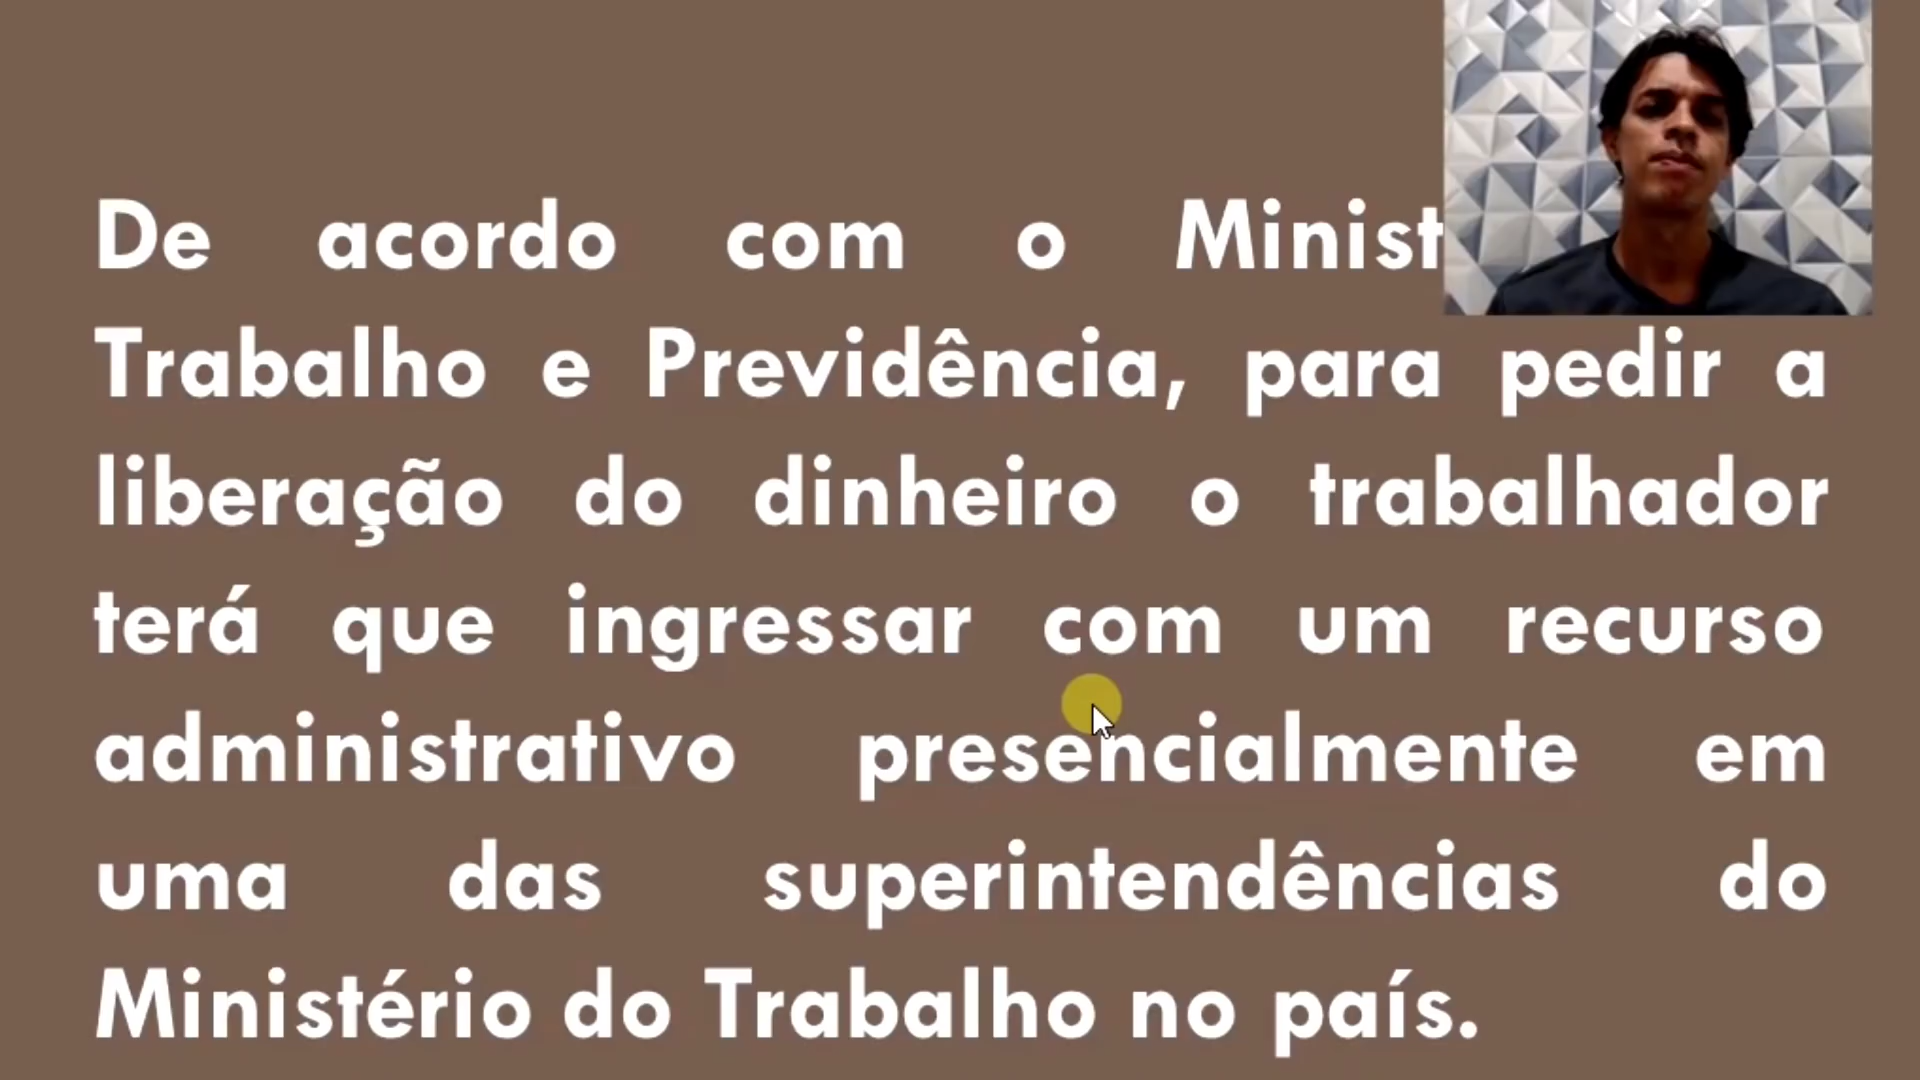 De acordo com o Minist
Trabalho e Previdência, para pedir a
liberação do dinheiro o trabalhador
terá que ingressar com um recurso
administrativo presencialmente em
uma das superintendências do
Ministério do Trabalho no país.